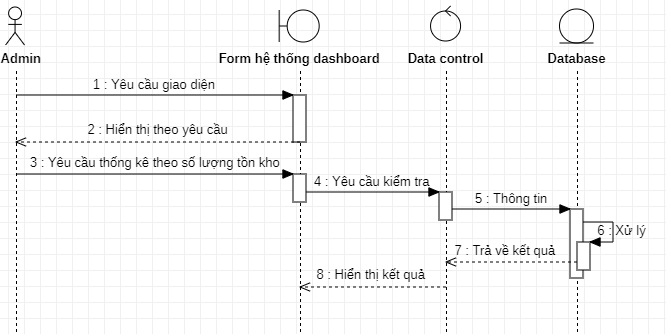 Admin
Form hệ thống dashboard
Data control
Database
1 : Yêu cầu giao diện
2 : Hiển thị theo yêu cầu
3 : Yêu cầu thống kê theo số lượng tồn kho
4 : Yêu cầu kiểm tra
5 : Thông tin
6 : Xử lý
7 : Trả về kết quả
8 : Hiển thị kết quả